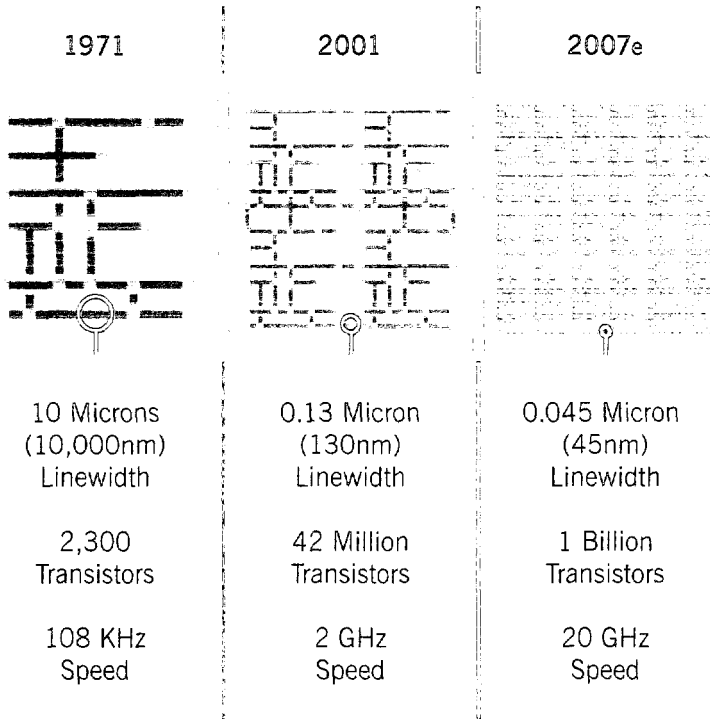 1971
10 Microns
(10,000nm)
Linewidth
2,300
Transistors
108 KHz
Speed
2001
0.13 Micron
(130nm)
Linewidth
42 Million
Transistors
2 GHz
Speed
2007e
0.045 Micron
(45nm)
Linewidth
1 Billion
Transistors
20 GHz
Speed